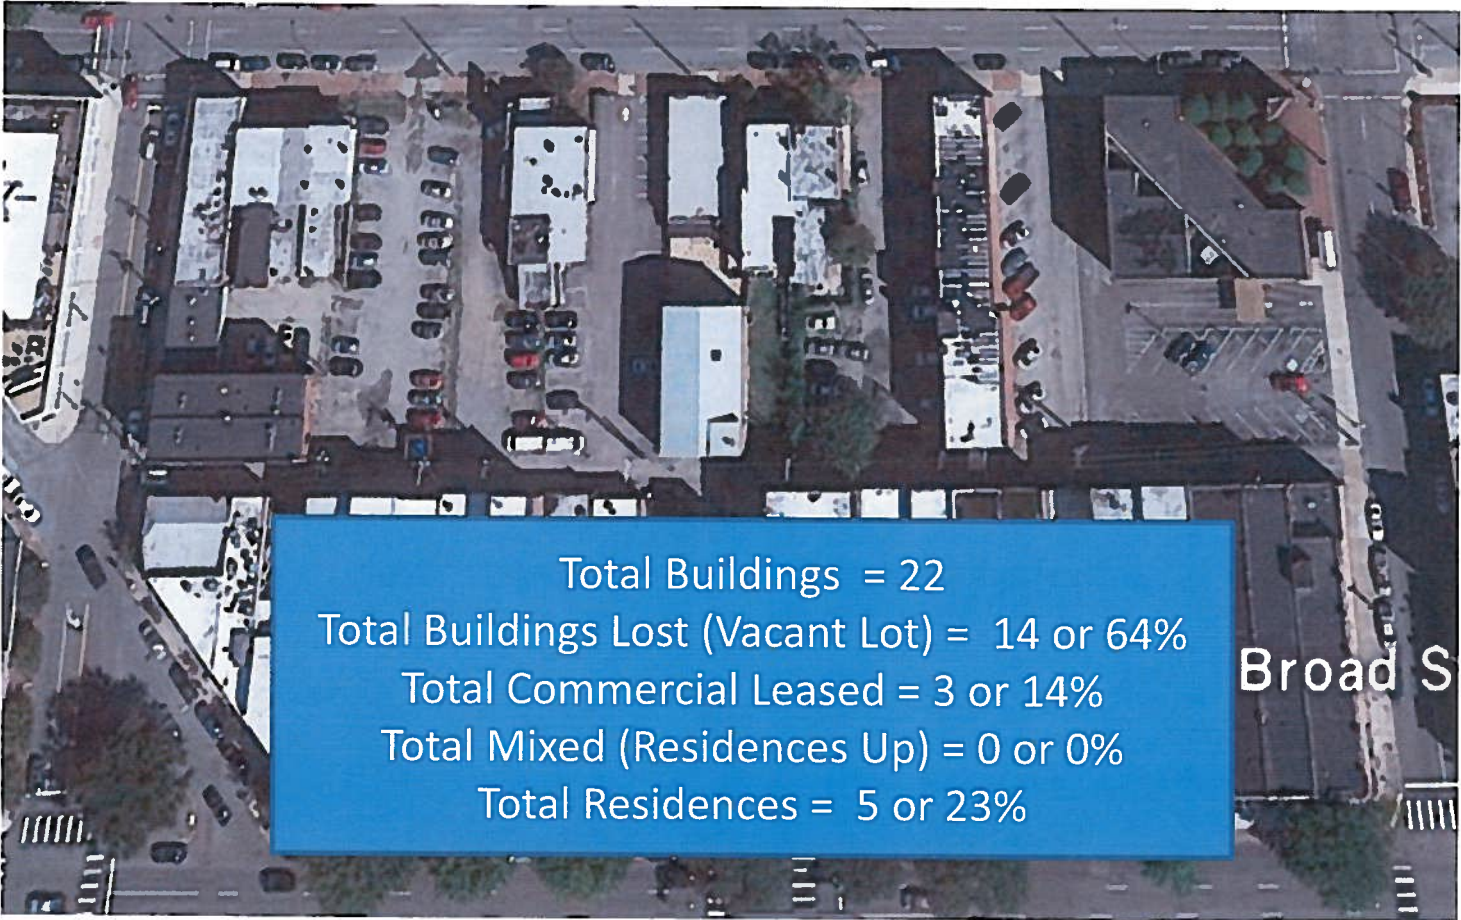 Total Buildings = 22
Total Buildings Lost (Vacant Lot) = 14 or 64%
Total Commercial Leased = 3 or 14%
Broad S
Total Mixed (Residences Up) = 0 or 0%
Total Residences = 5 or 23%